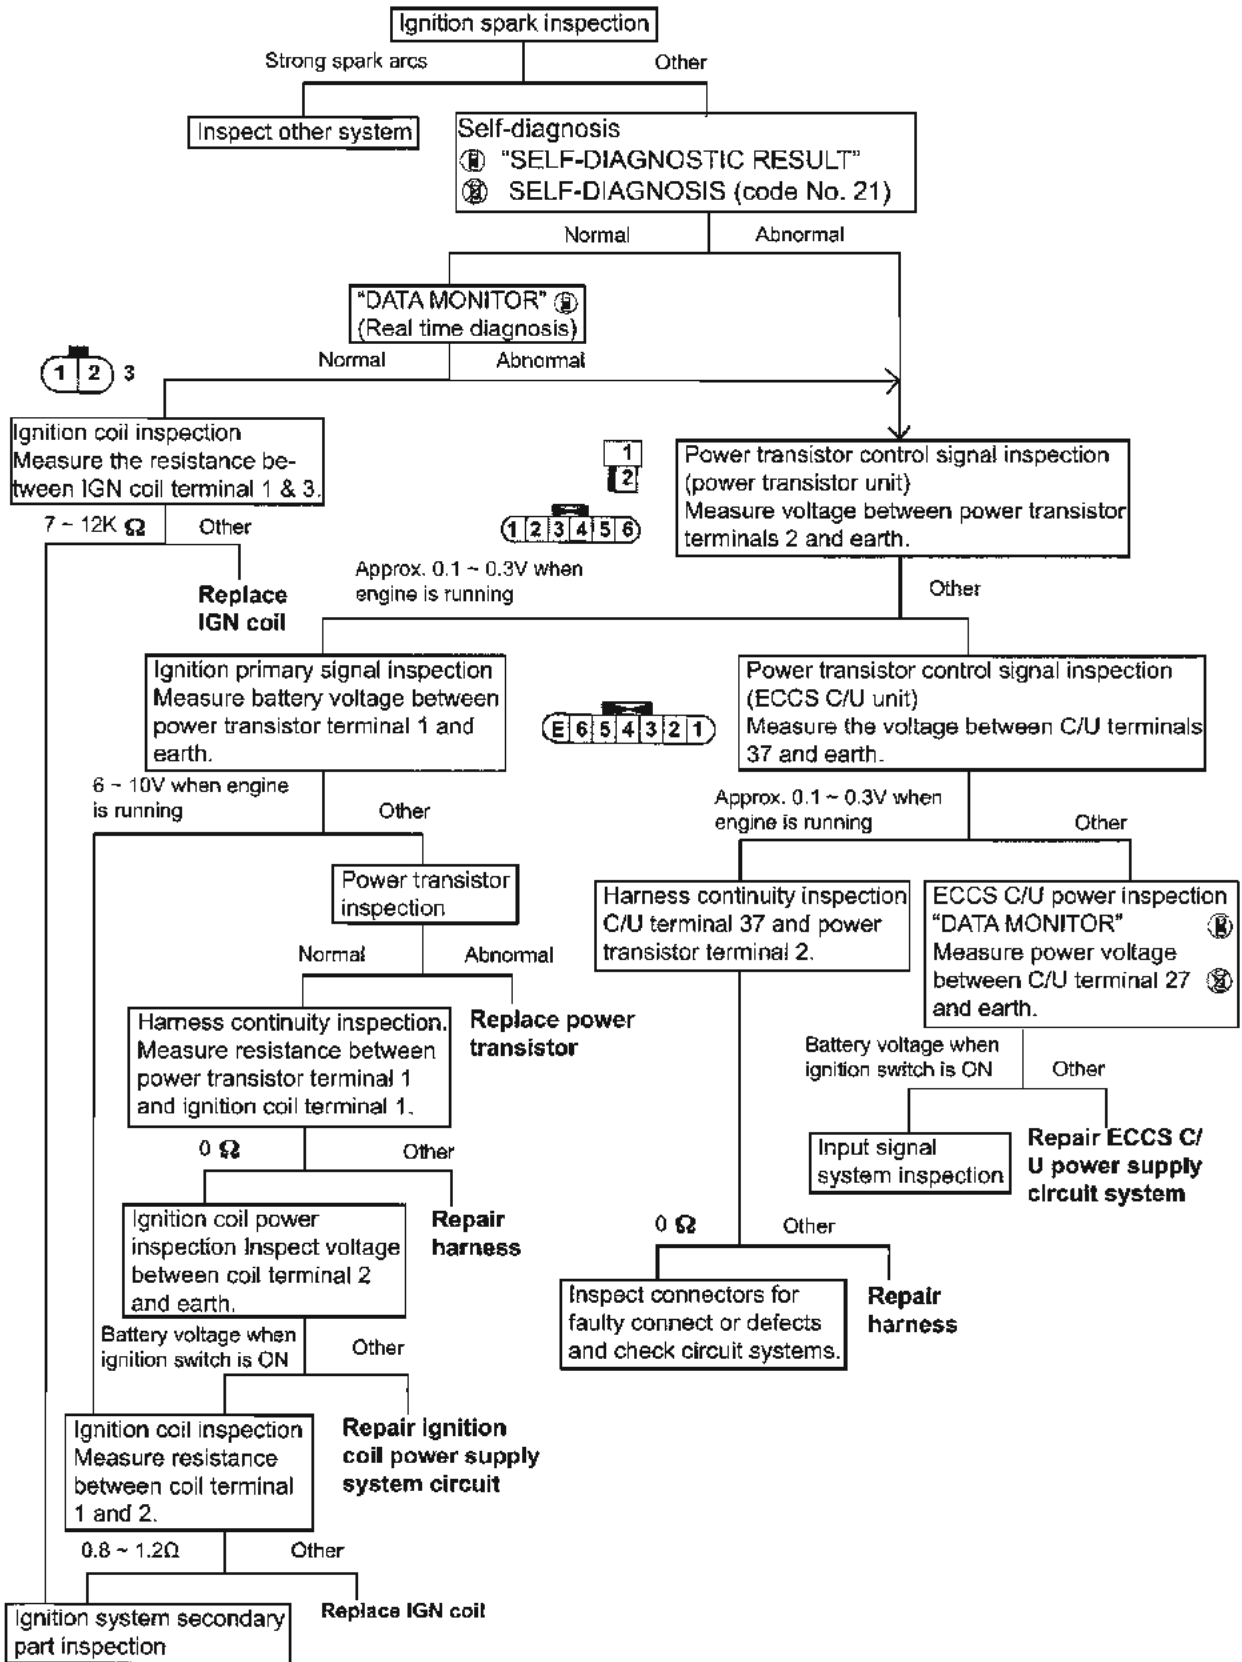 Ignition spark inspection
Strong spark arcs
Other
Inspect other system
Self-diagnosis
"SELF-DIAGNOSTIC RESULT"
SELF-DIAGNOSIS (code No. 21)
Normal
Abnormal
"DATA MONITOR"
(Real time diagnosis)
Normal
Abnormal
1 2 3
Ignition coil inspection
Measure the resistance be-
tween IGN coil terminal 1 & 3.
7 ~ 12K Ω
Other
Replace
IGN coil
1
2
1 2 3 4 5 6
Power transistor control signal inspection
(power transistor unit)
Measure voltage between power transistor
terminals 2 and earth.
Approx. 0.1 ~ 0.3V when
engine is running
Other
Ignition primary signal inspection
Measure battery voltage between
power transistor terminal 1 and
earth.
E 6 5 4 3 2 1
Power transistor control signal inspection
(ECCS C/U unit)
Measure the voltage between C/U terminals
37 and earth.
6 ~ 10V when engine
is running
Other
Approx. 0.1 ~ 0.3V when
engine is running
Other
Power transistor
inspection
Normal
Abnormal
Harness continuity inspection
C/U terminal 37 and power
transistor terminal 2.
ECCS C/U power inspection
"DATA MONITOR"
Measure power voltage
between C/U terminal 27
and earth.
Harness continuity inspection.
Measure resistance between
power transistor terminal 1
and ignition coil terminal 1.
Replace power
transistor
Battery voltage when
ignition switch is ON
Other
Input signal
system inspection
Repair ECCS C/
U power supply
circuit system
0 Ω
Other
Ignition coil power
inspection Inspect voltage
between coil terminal 2
and earth.
Repair
harness
0 Ω
Other
Inspect connectors for
faulty connect or defects
and check circuit systems.
Repair
harness
Battery voltage when
ignition switch is ON
Other
Ignition coil inspection
Measure resistance
between coil terminal
1 and 2.
Repair ignition
coil power supply
system circuit
0.8 ~ 1.2Ω
Other
Ignition system secondary
part inspection
Replace IGN coil